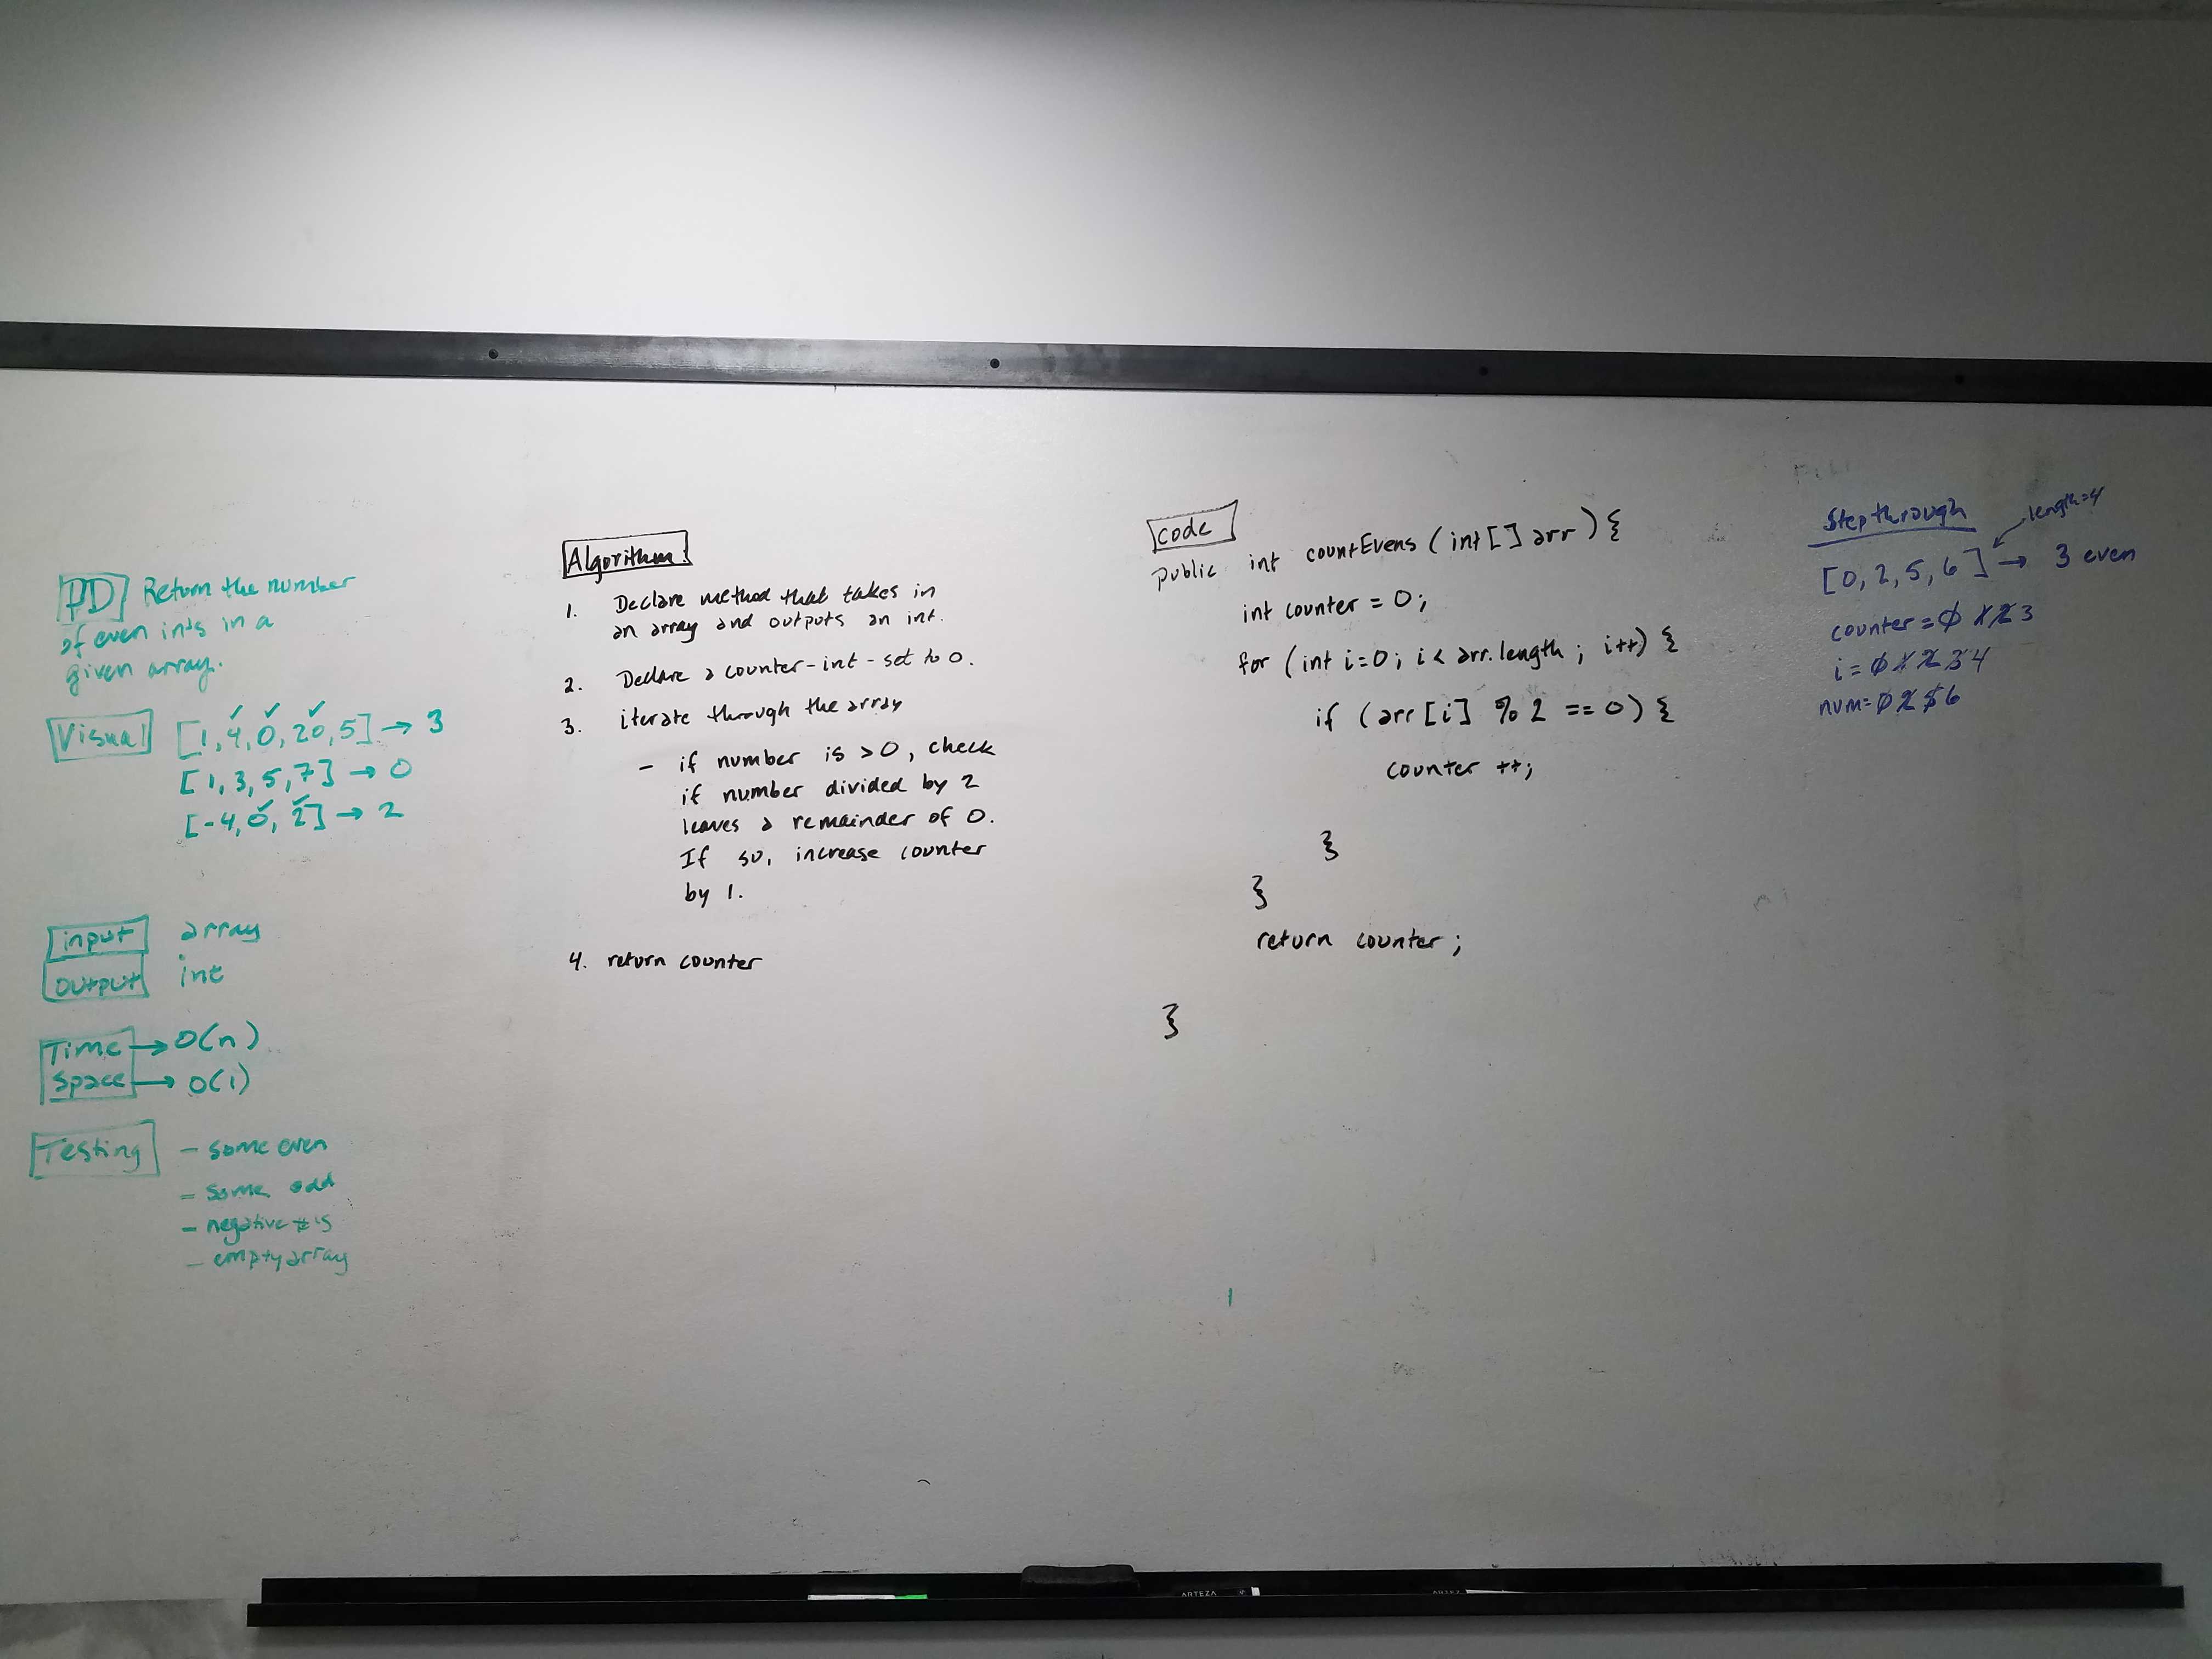 PD Return the number
of even ints in a
given array.
Visual [1, 4, 0, 20, 5] → 3
[1, 3, 5, 7] → 0
[-4, 0, 2] → 2
input array
output int
Time → O(n)
Space → O(1)
Testing - some even
- some odd
- negative #'s
- empty array
Algorithm:
1. Declare method that takes in
an array and outputs an int.
2. Declare a counter - int - set to 0.
3. iterate through the array
- if number is > 0, check
if number divided by 2
leaves a remainder of 0.
If so, increase counter
by 1.
4. return counter
code
public int countEvens (int [] arr) {
int counter = 0;
for (int i=0; i < arr.length; i++) {
if (arr [i] % 2 == 0) {
counter ++;
}
}
return counter;
}
Step through
length=4
[0, 2, 5, 6] → 3 even
counter = 0 1 2 3
i = 0 1 2 3 4
num = 0 2 5 6
ARTEZA